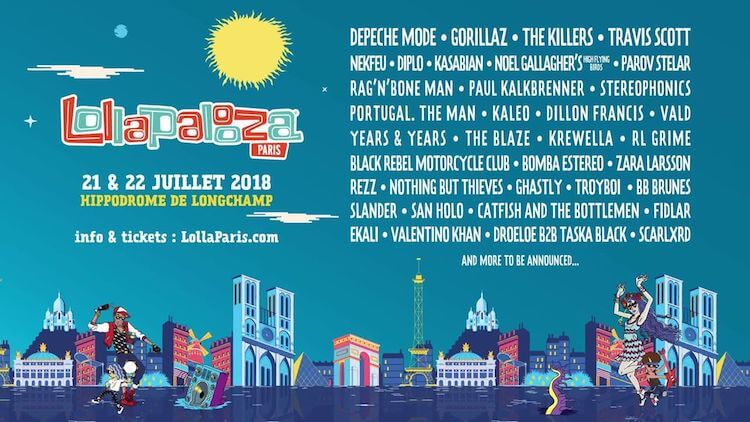 Lollapalooza
PARIS
21 & 22 JUILLET 2018
HIPPODROME DE LONGCHAMP
info & tickets : LollaParis.com
DEPECHE MODE • GORILLAZ • THE KILLERS • TRAVIS SCOTT
NEKFEU • DIPLO • KASABIAN • NOEL GALLAGHER'S HIGH FLYING BIRDS • PAROV STELAR
RAG'N'BONE MAN • PAUL KALKBRENNER • STEREOPHONICS
PORTUGAL. THE MAN • KALEO • DILLON FRANCIS • VALD
YEARS & YEARS • THE BLAZE • KREWELLA • RL GRIME
BLACK REBEL MOTORCYCLE CLUB • BOMBA ESTEREO • ZARA LARSSON
REZZ • NOTHING BUT THIEVES • GHASTLY • TROYBOI • BB BRUNES
SLANDER • SAN HOLO • CATFISH AND THE BOTTLEMEN • FIDLAR
EKALI • VALENTINO KHAN • DROELOE B2B TASKA BLACK • SCARLXRD
AND MORE TO BE ANNOUNCED...